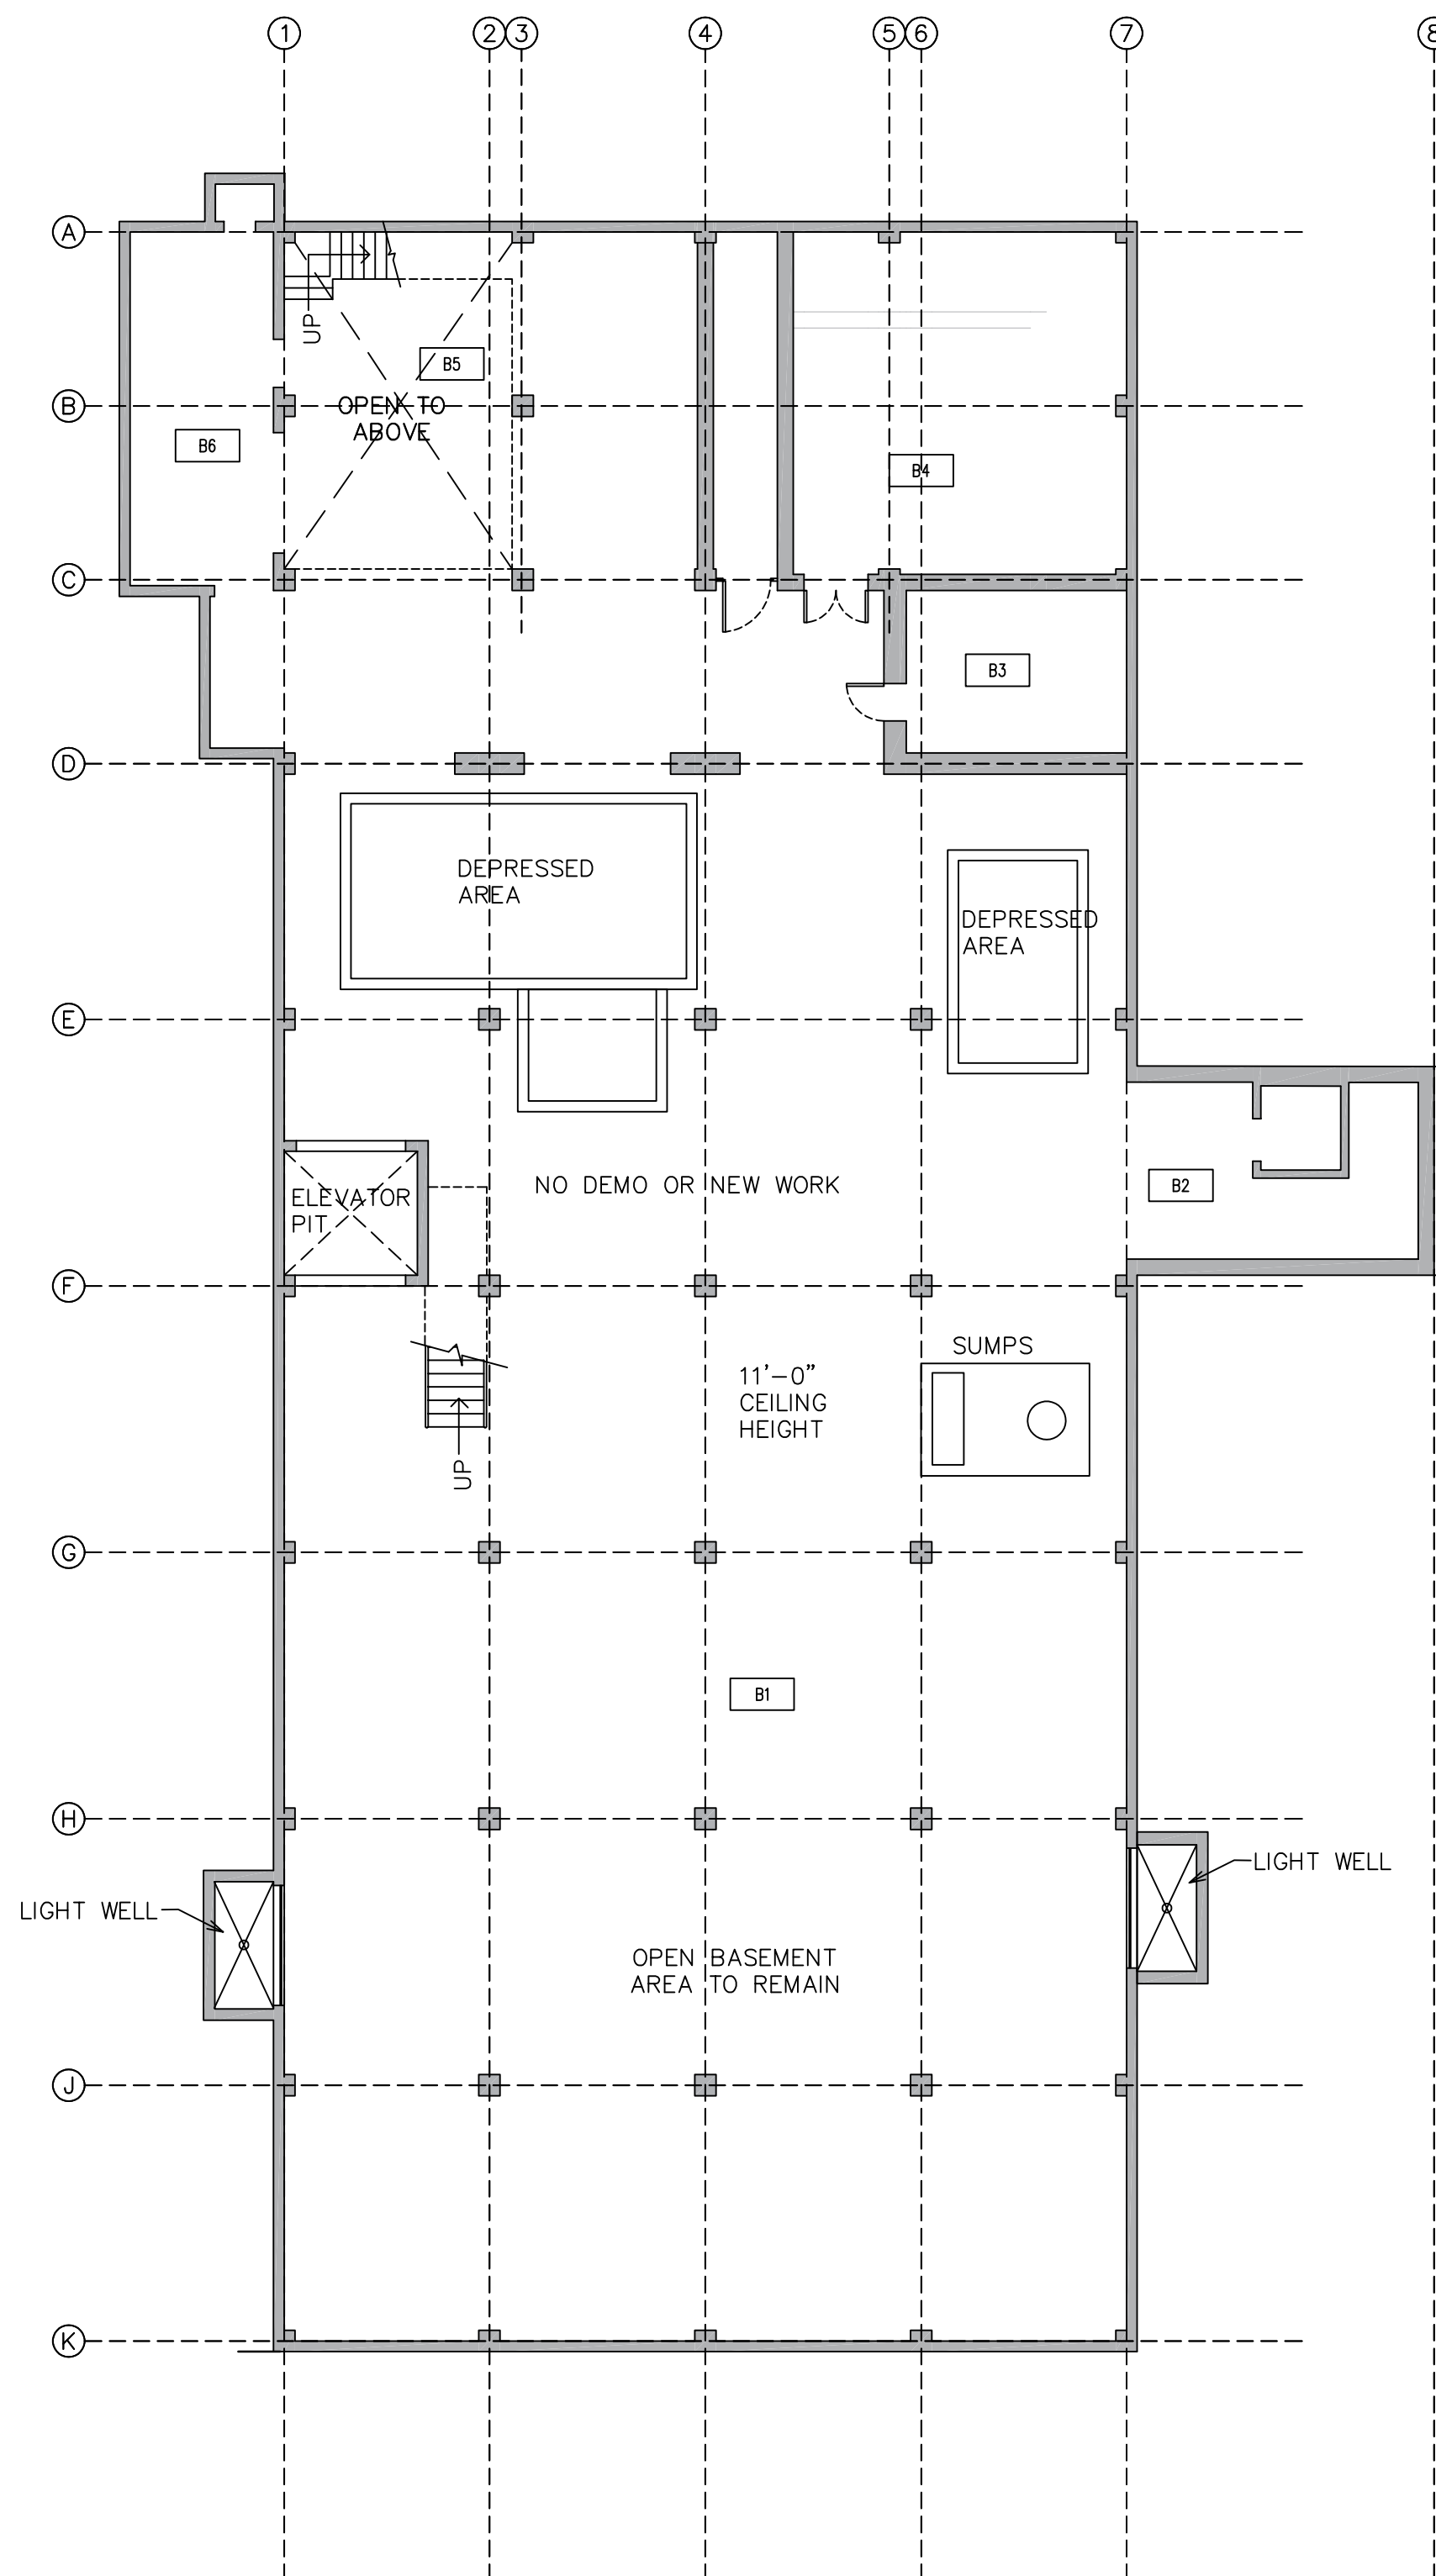 1 2 3 4 5 6 7 8
A
UP
B5
B
OPEN TO
ABOVE
B6
B4
C
B3
D
DEPRESSED
AREA
DEPRESSED
AREA
E
NO DEMO OR NEW WORK
B2
ELEVATOR
PIT
F
SUMPS
11'-0"
CEILING
HEIGHT
UP
G
B1
H
LIGHT WELL
LIGHT WELL
OPEN BASEMENT
AREA TO REMAIN
J
K